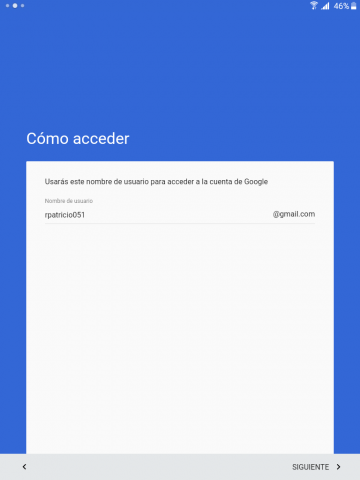 46%
Cómo acceder
Usarás este nombre de usuario para acceder a la cuenta de Google
Nombre de usuario
rpatricio051 @gmail.com
SIGUIENTE